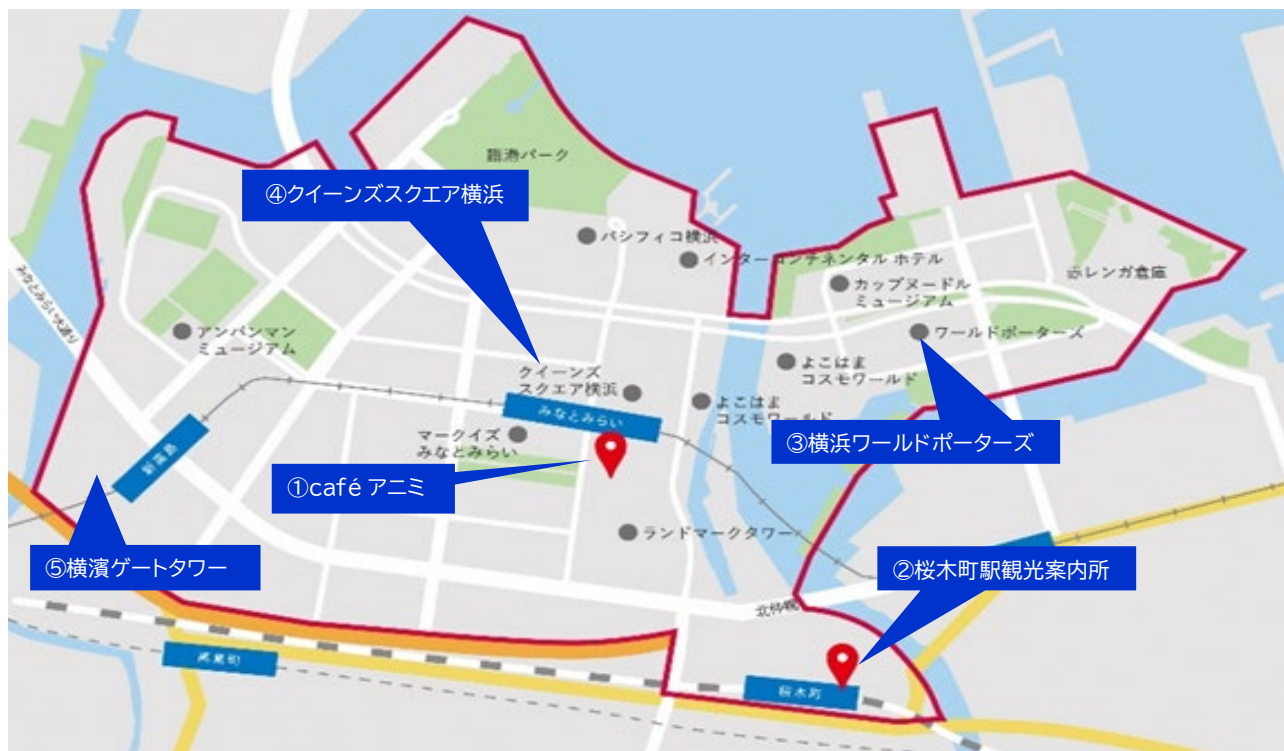 臨港パーク
④クイーンズスクエア横浜
パシフィコ横浜
インターコンチネンタル ホテル
カップヌードル
ミュージアム
赤レンガ倉庫
みなとみらい大通り
アンパンマン
ミュージアム
ワールドポーターズ
よこはま
コスモワールド
クイーンズ
スクエア横浜
よこはま
コスモワールド
みなとみらい
マークイズ
みなとみらい
③横浜ワールドポーターズ
新高島
①café アニミ
ランドマークタワー
⑤横濱ゲートタワー
②桜木町駅観光案内所
北仲橋
高島町
桜木町